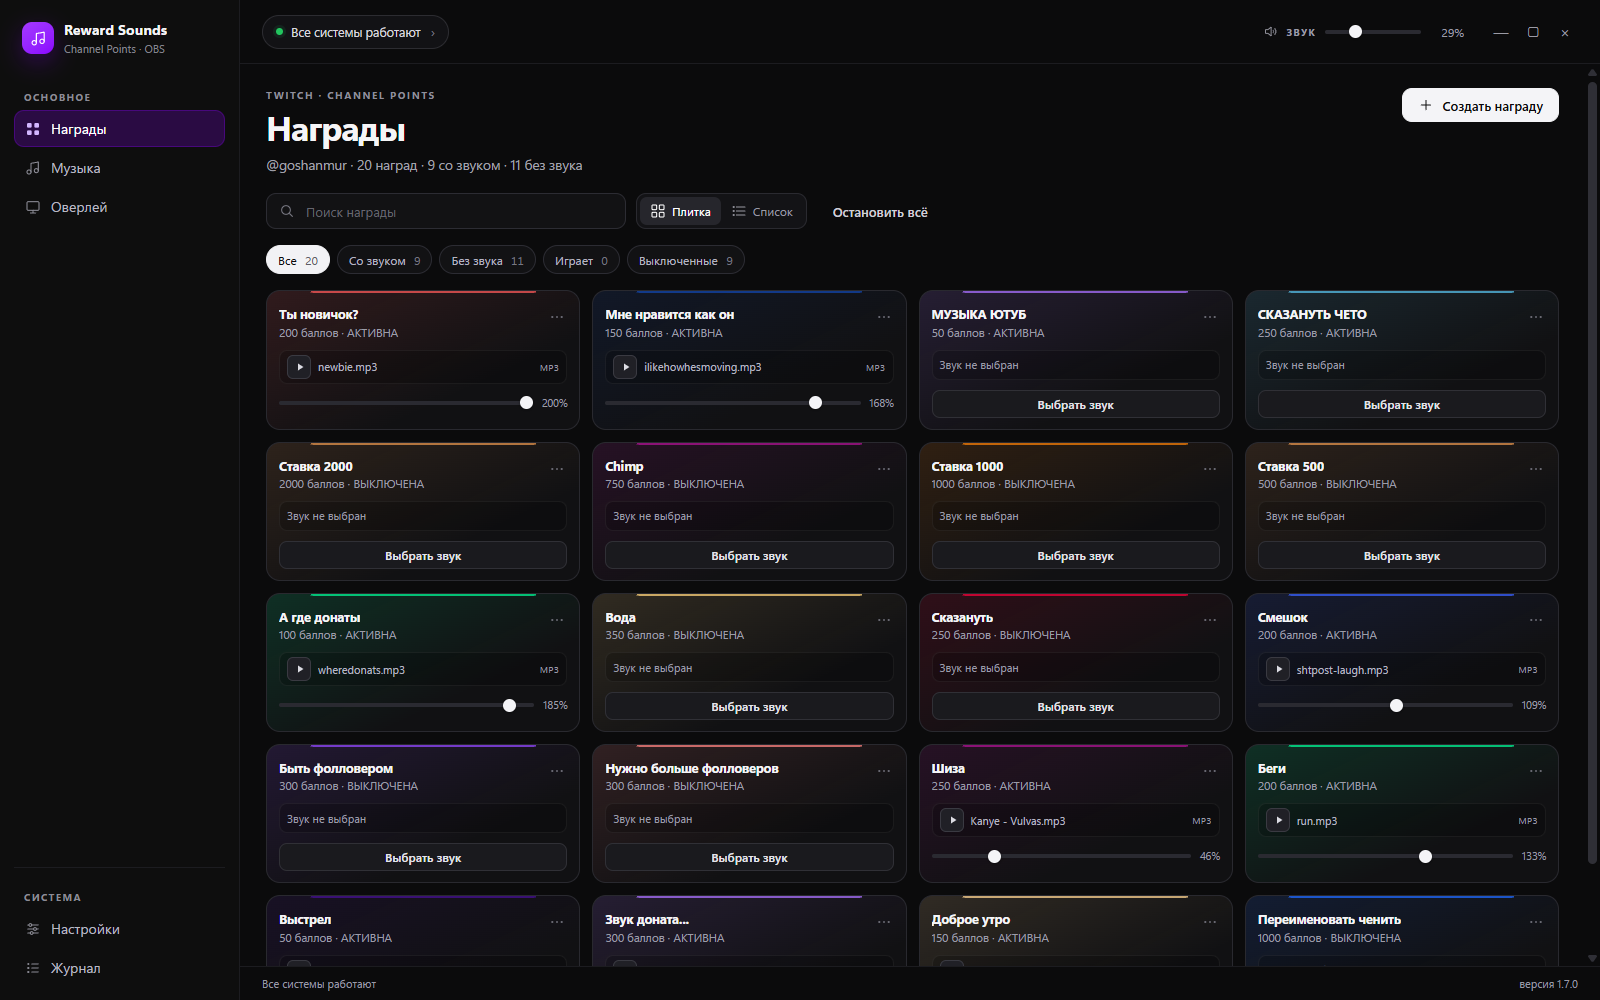 Reward Sounds
Channel Points · OBS
ОСНОВНОЕ
Награды
Музыка
Оверлей
СИСТЕМА
Настройки
Журнал
Все системы работают ›
ЗВУК 29%
TWITCH · CHANNEL POINTS
Награды
@goshanmur · 20 наград · 9 со звуком · 11 без звука
Создать награду
Поиск награды
Плитка
Список
Остановить всё
Все 20
Со звуком 9
Без звука 11
Играет 0
Выключенные 9
Ты новичок?
200 баллов · АКТИВНА
newbie.mp3 MP3
200%
Мне нравится как он
150 баллов · АКТИВНА
ilikehowhesmoving.mp3 MP3
168%
МУЗЫКА ЮТУБ
50 баллов · АКТИВНА
Звук не выбран
Выбрать звук
СКАЗАНУТЬ ЧЕТО
250 баллов · АКТИВНА
Звук не выбран
Выбрать звук
Ставка 2000
2000 баллов · ВЫКЛЮЧЕНА
Звук не выбран
Выбрать звук
Chimp
750 баллов · ВЫКЛЮЧЕНА
Звук не выбран
Выбрать звук
Ставка 1000
1000 баллов · ВЫКЛЮЧЕНА
Звук не выбран
Выбрать звук
Ставка 500
500 баллов · ВЫКЛЮЧЕНА
Звук не выбран
Выбрать звук
А где донаты
100 баллов · АКТИВНА
wheredonats.mp3 MP3
185%
Вода
350 баллов · ВЫКЛЮЧЕНА
Звук не выбран
Выбрать звук
Сказануть
250 баллов · ВЫКЛЮЧЕНА
Звук не выбран
Выбрать звук
Смешок
200 баллов · АКТИВНА
shtpost-laugh.mp3 MP3
109%
Быть фолловером
300 баллов · ВЫКЛЮЧЕНА
Звук не выбран
Выбрать звук
Нужно больше фолловеров
300 баллов · ВЫКЛЮЧЕНА
Звук не выбран
Выбрать звук
Шиза
250 баллов · АКТИВНА
Kanye - Vulvas.mp3 MP3
46%
Беги
200 баллов · АКТИВНА
run.mp3 MP3
133%
Выстрел
50 баллов · АКТИВНА
Звук доната...
300 баллов · АКТИВНА
Доброе утро
150 баллов · АКТИВНА
Переименовать ченить
1000 баллов · ВЫКЛЮЧЕНА
Все системы работают
версия 1.7.0